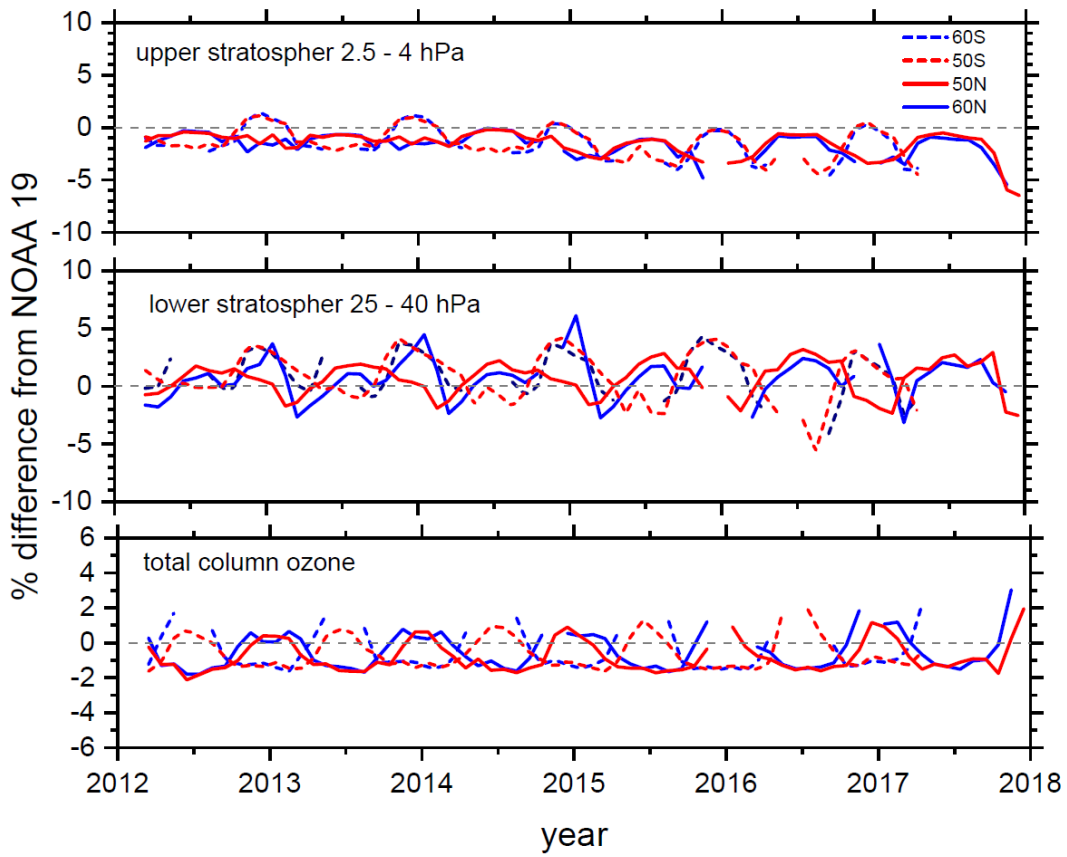 % difference from NOAA 19
10
5
0
-5
-10
upper stratospher 2.5 - 4 hPa
60S
50S
50N
60N
10
5
0
-5
-10
lower stratospher 25 - 40 hPa
6
4
2
0
-2
-4
-6
total column ozone
2012 2013 2014 2015 2016 2017 2018
year